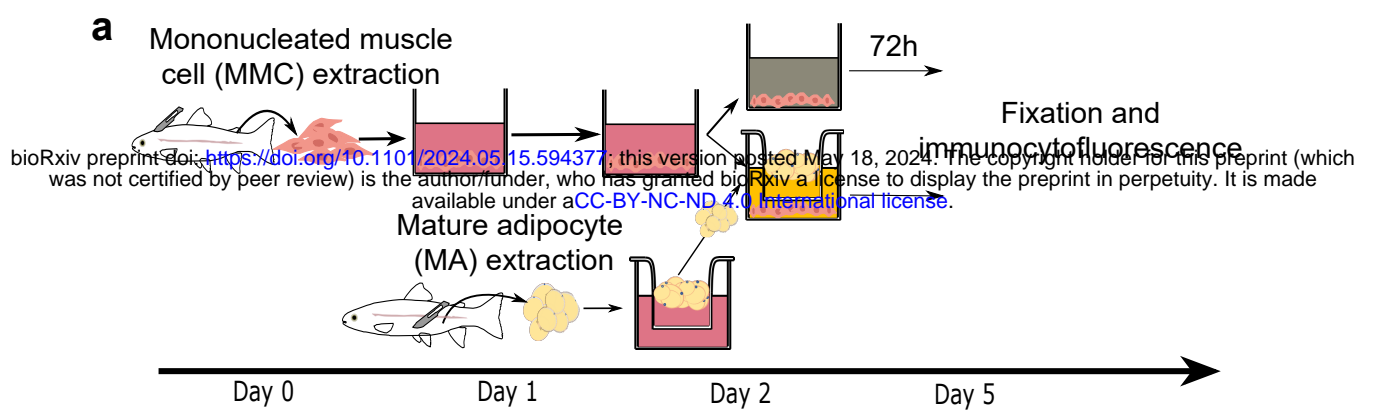 a
Mononucleated muscle
cell (MMC) extraction
72h
Fixation and
immunocytofluorescence
bioRxiv preprint doi: https://doi.org/10.1101/2024.05.15.594377; this version posted May 18, 2024. The copyright holder for this preprint (which
was not certified by peer review) is the author/funder, who has granted bioRxiv a license to display the preprint in perpetuity. It is made
available under aCC-BY-NC-ND 4.0 International license.
Mature adipocyte
(MA) extraction
Day 0 Day 1 Day 2 Day 5